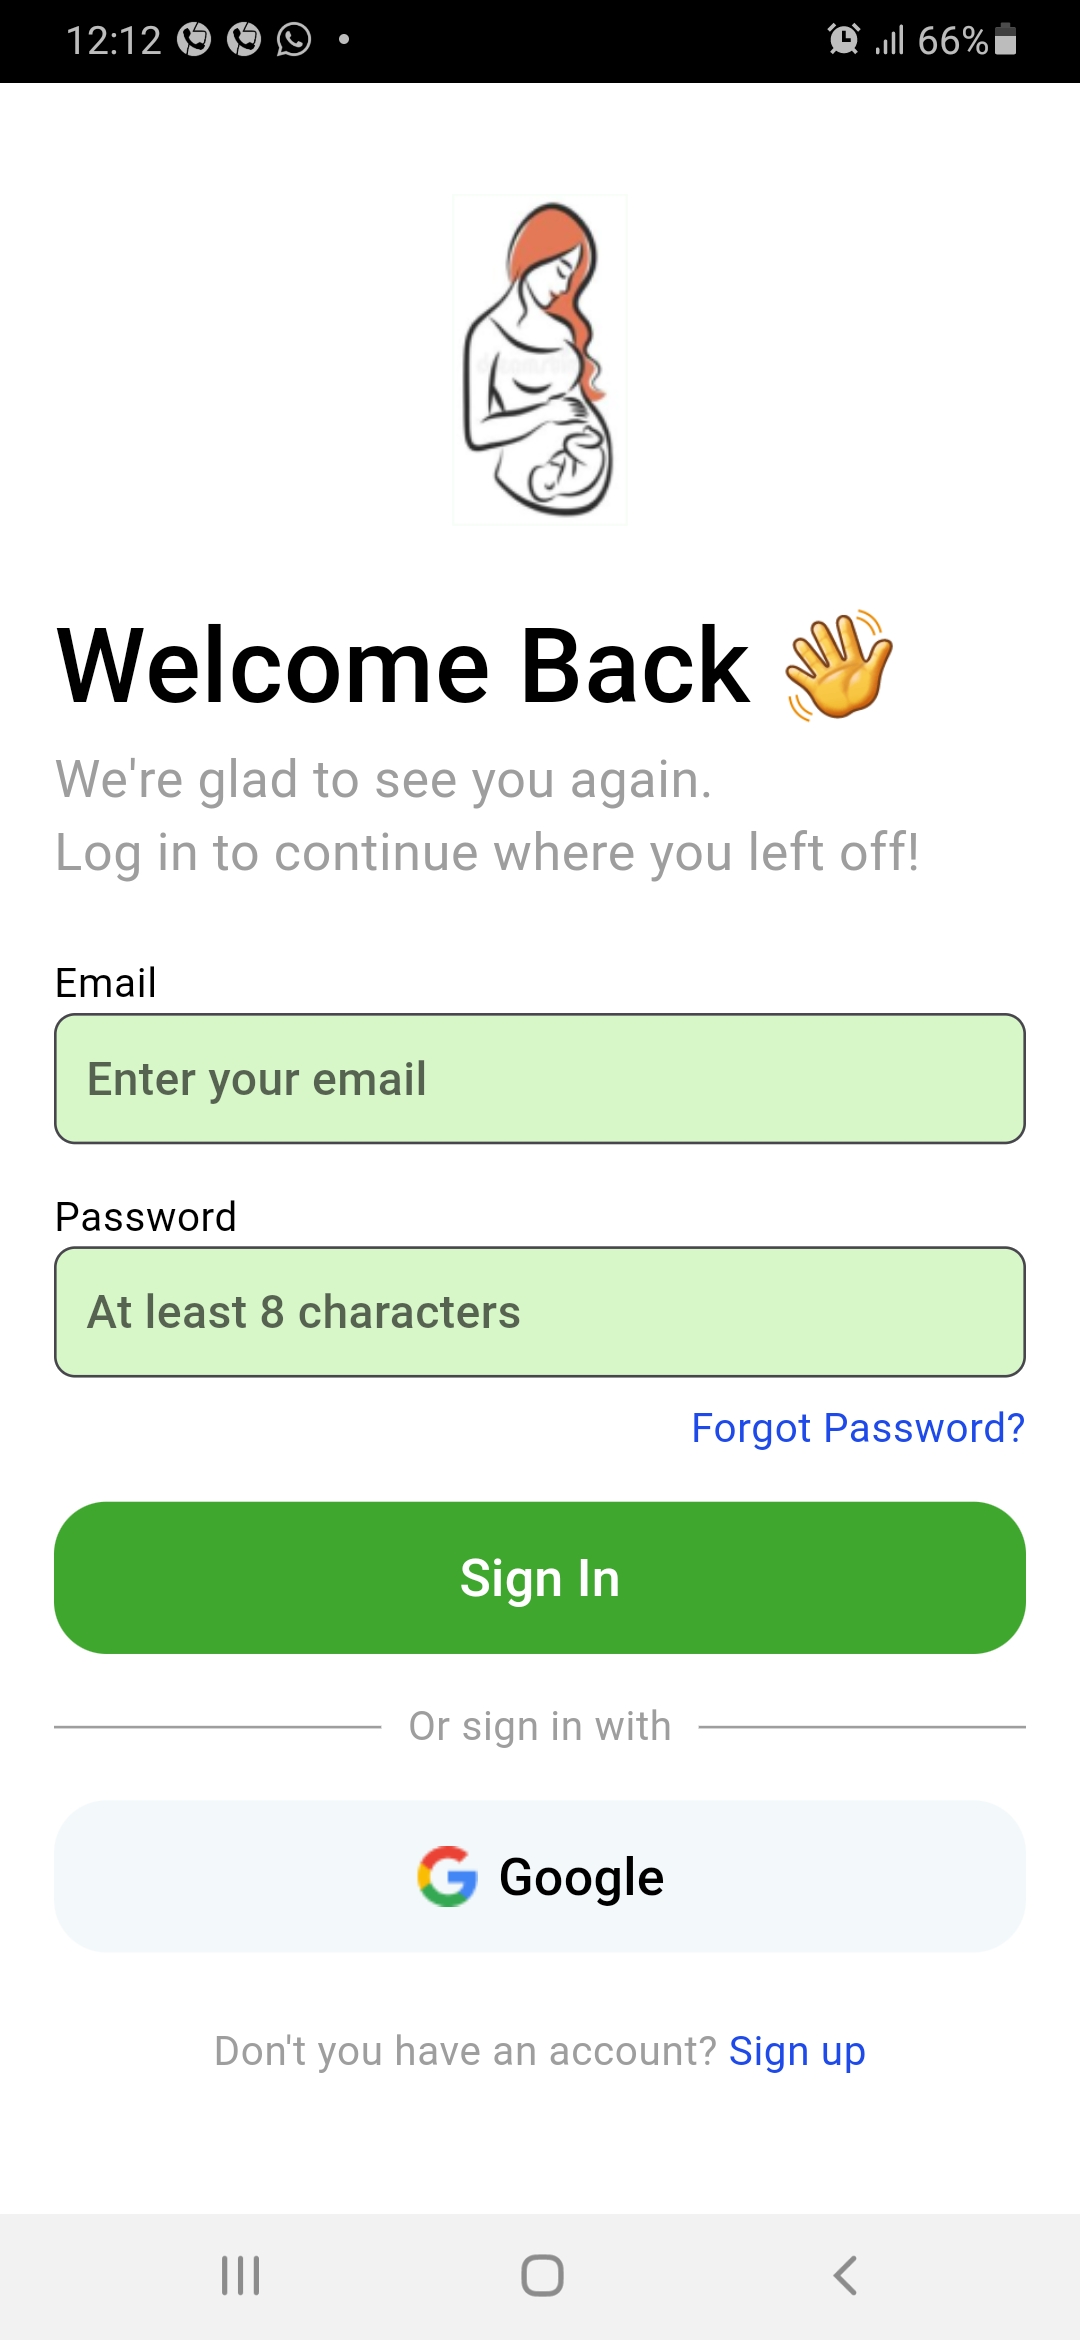 12:12
66%
Welcome Back 👋
We're glad to see you again.
Log in to continue where you left off!
Email
Enter your email
Password
At least 8 characters
Forgot Password?
Sign In
Or sign in with
Google
Don't you have an account? Sign up